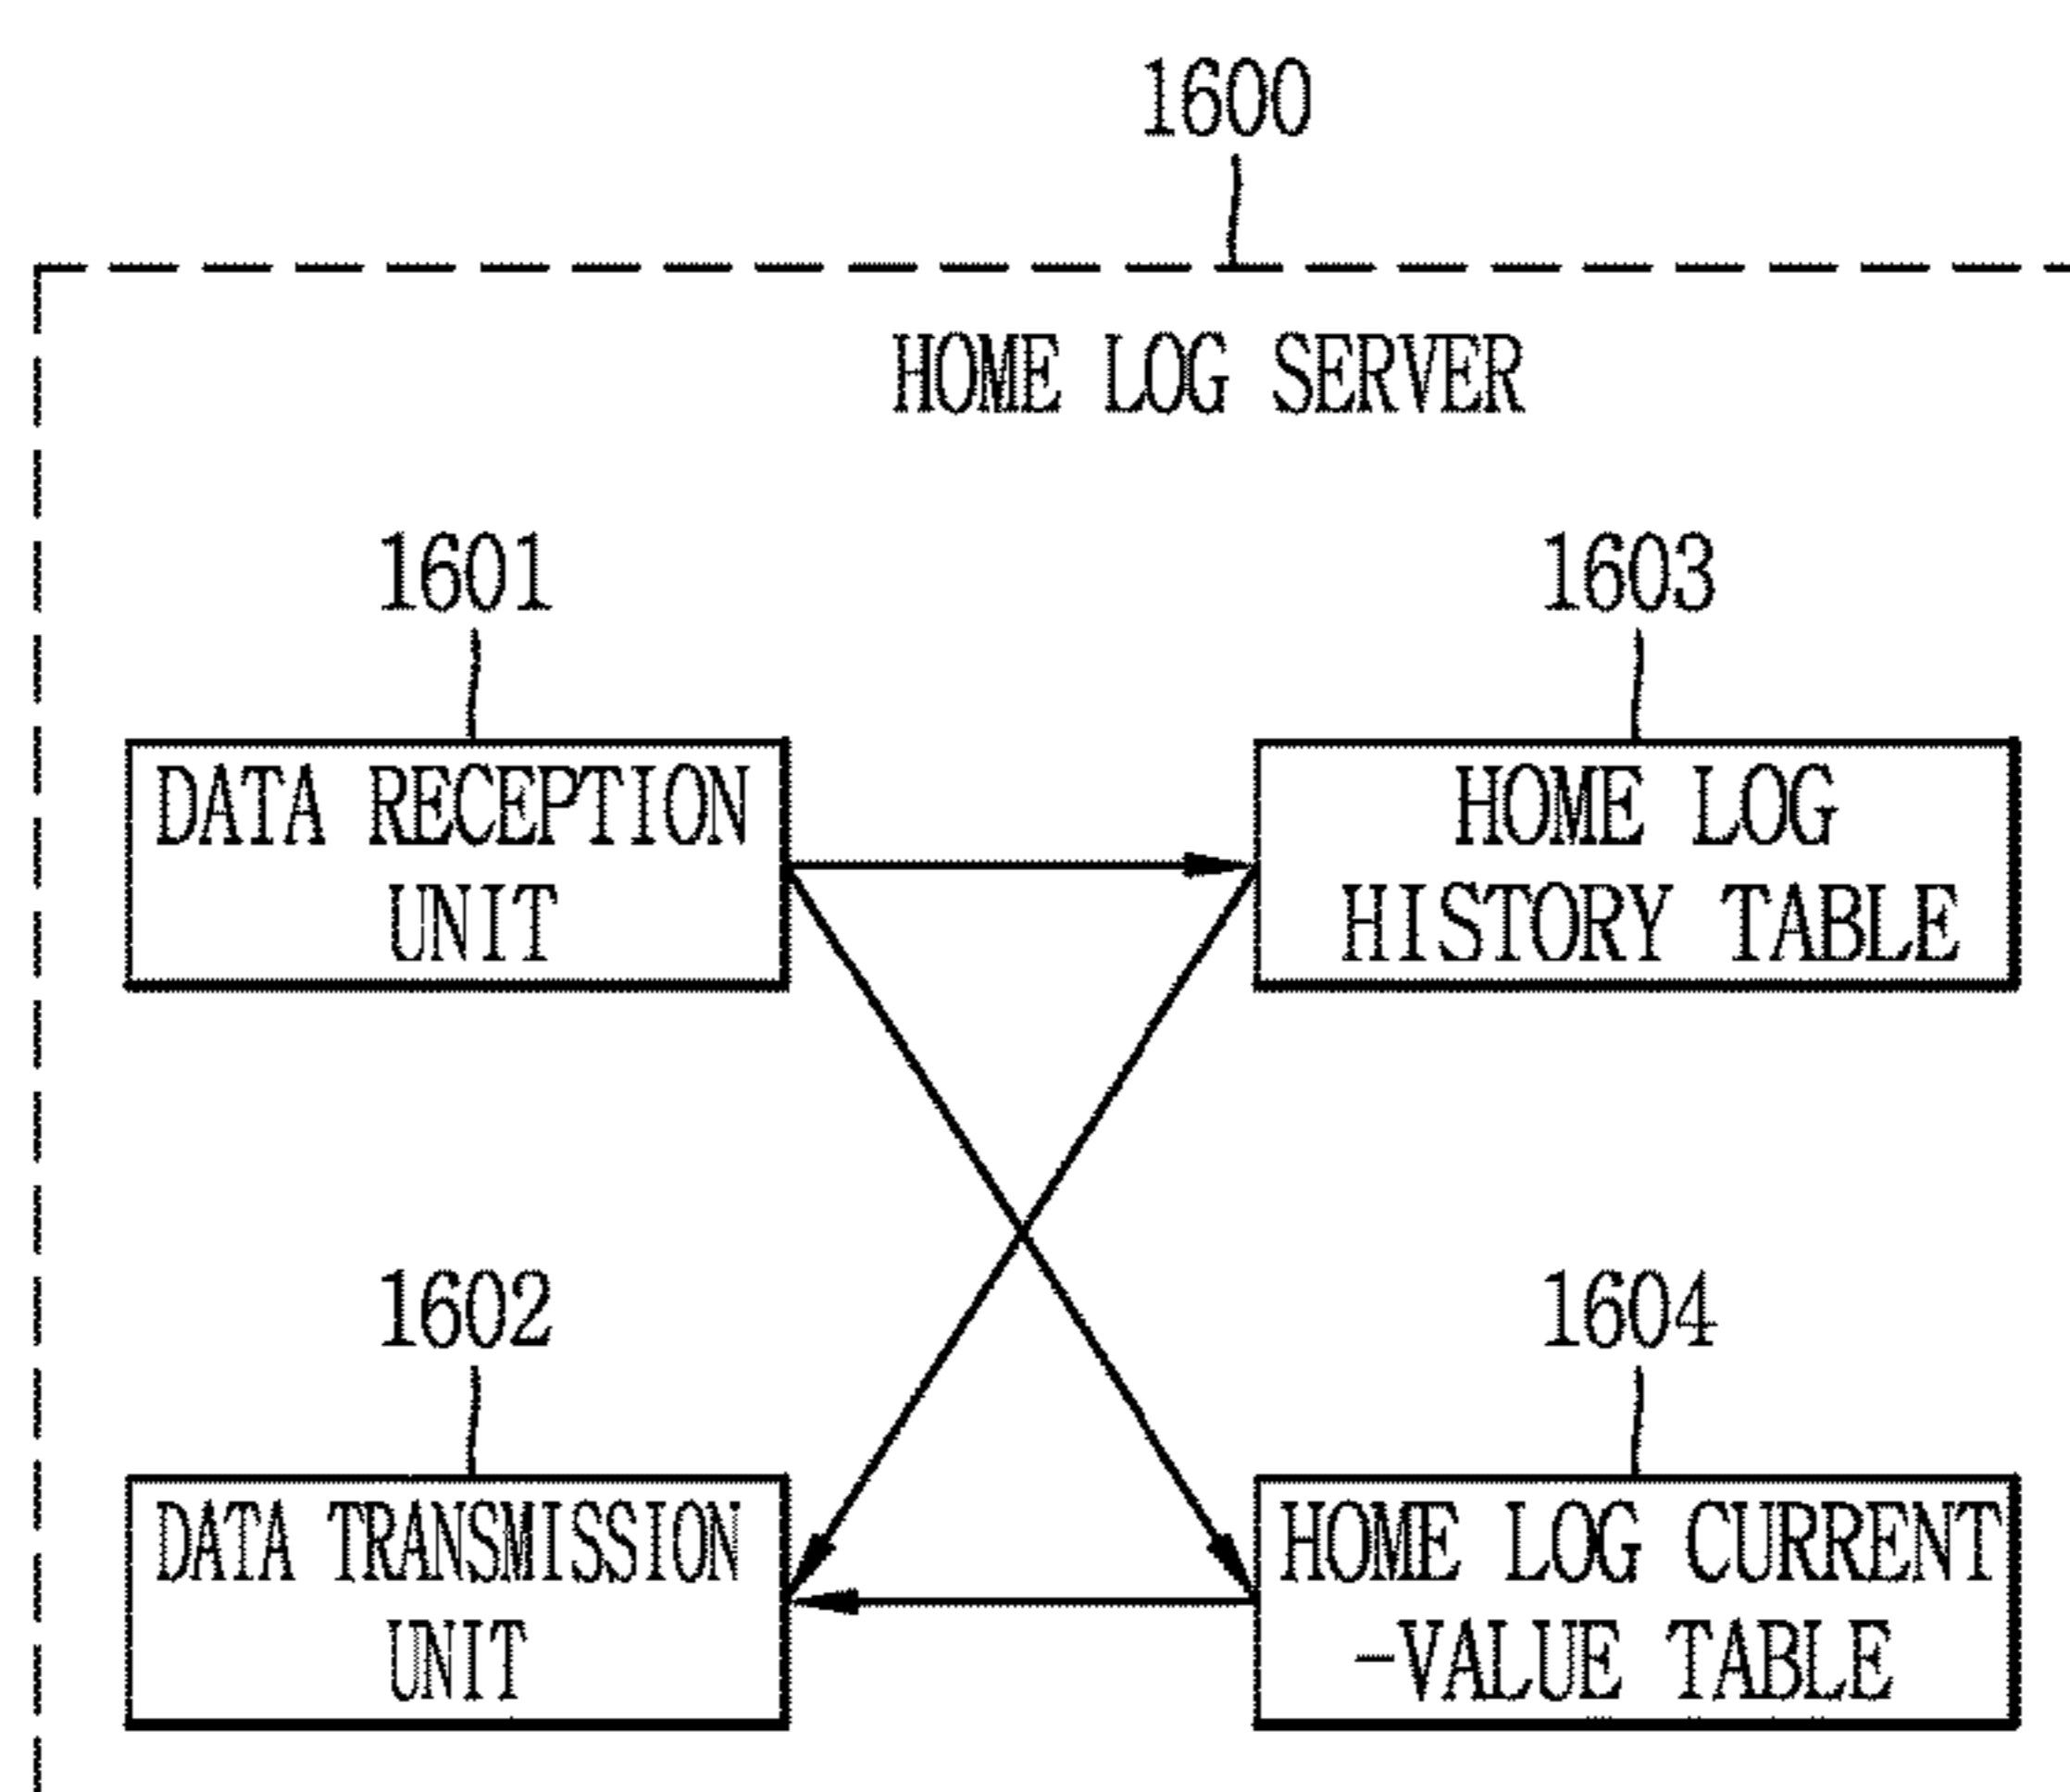 1600
HOME LOG SERVER
1601
DATA RECEPTION
UNIT
1603
HOME LOG
HISTORY TABLE
1602
DATA TRANSMISSION
UNIT
1604
HOME LOG CURRENT
-VALUE TABLE